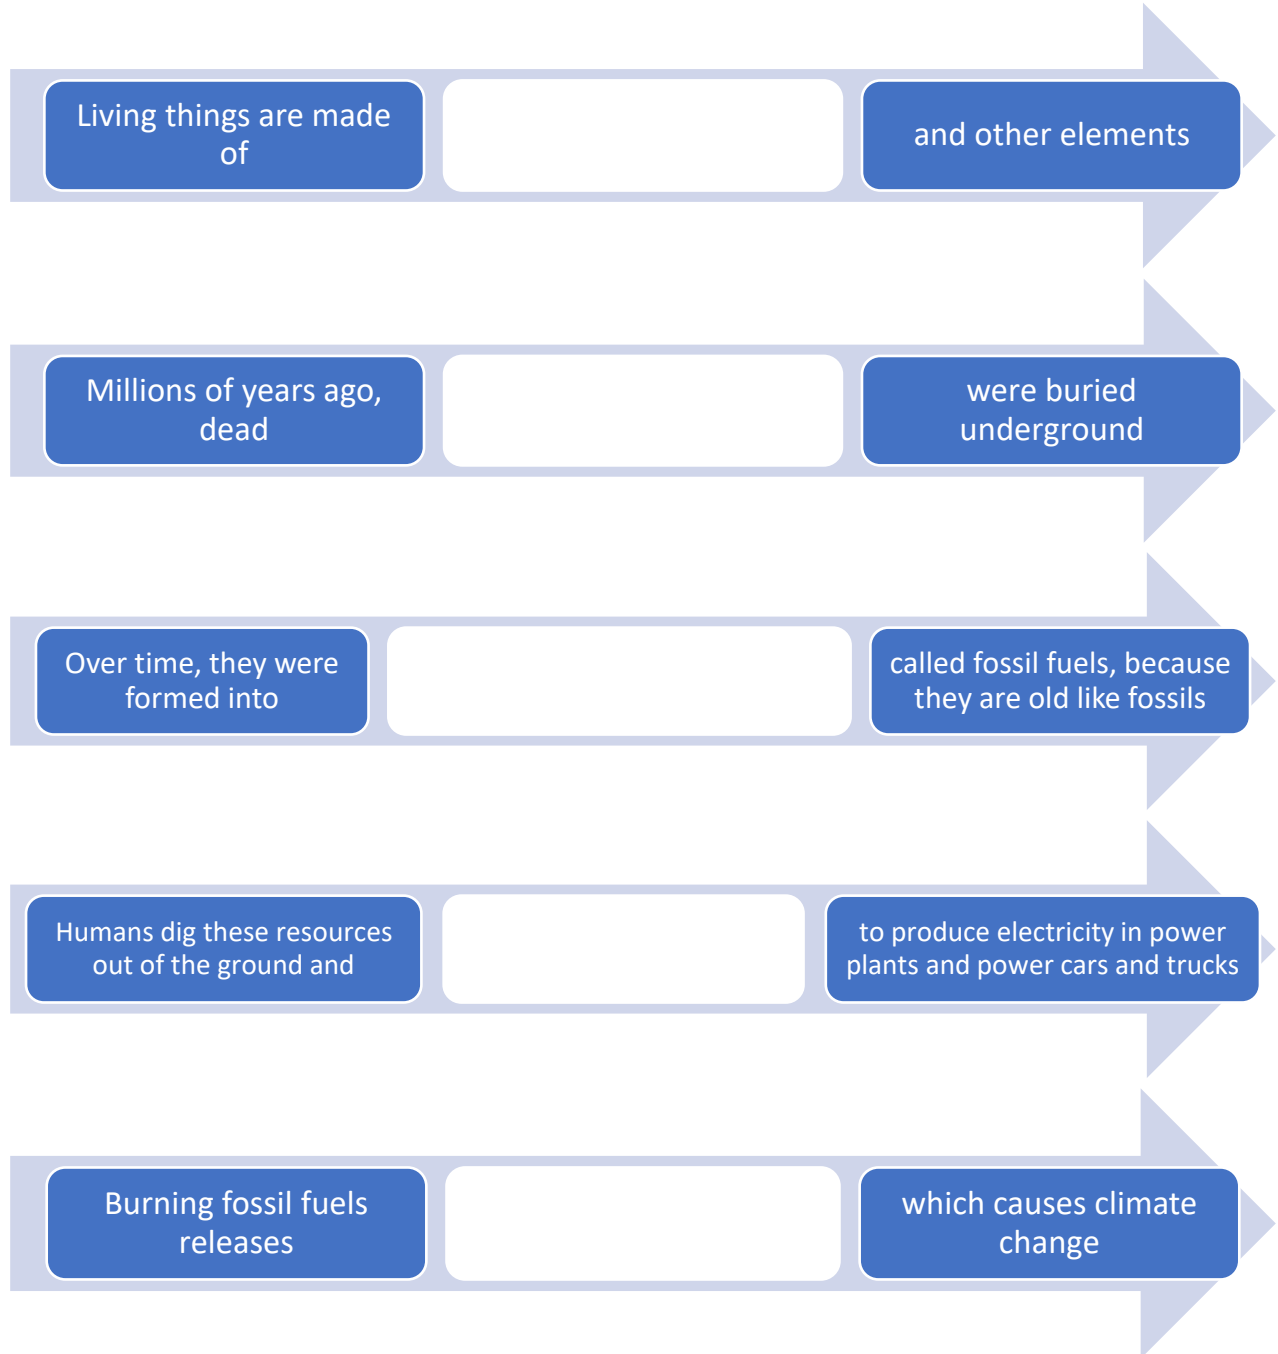 Living things are made
of
and other elements
Millions of years ago,
dead
were buried
underground
Over time, they were
formed into
called fossil fuels, because
they are old like fossils
Humans dig these resources
out of the ground and
to produce electricity in power
plants and power cars and trucks
Burning fossil fuels
releases
which causes climate
change